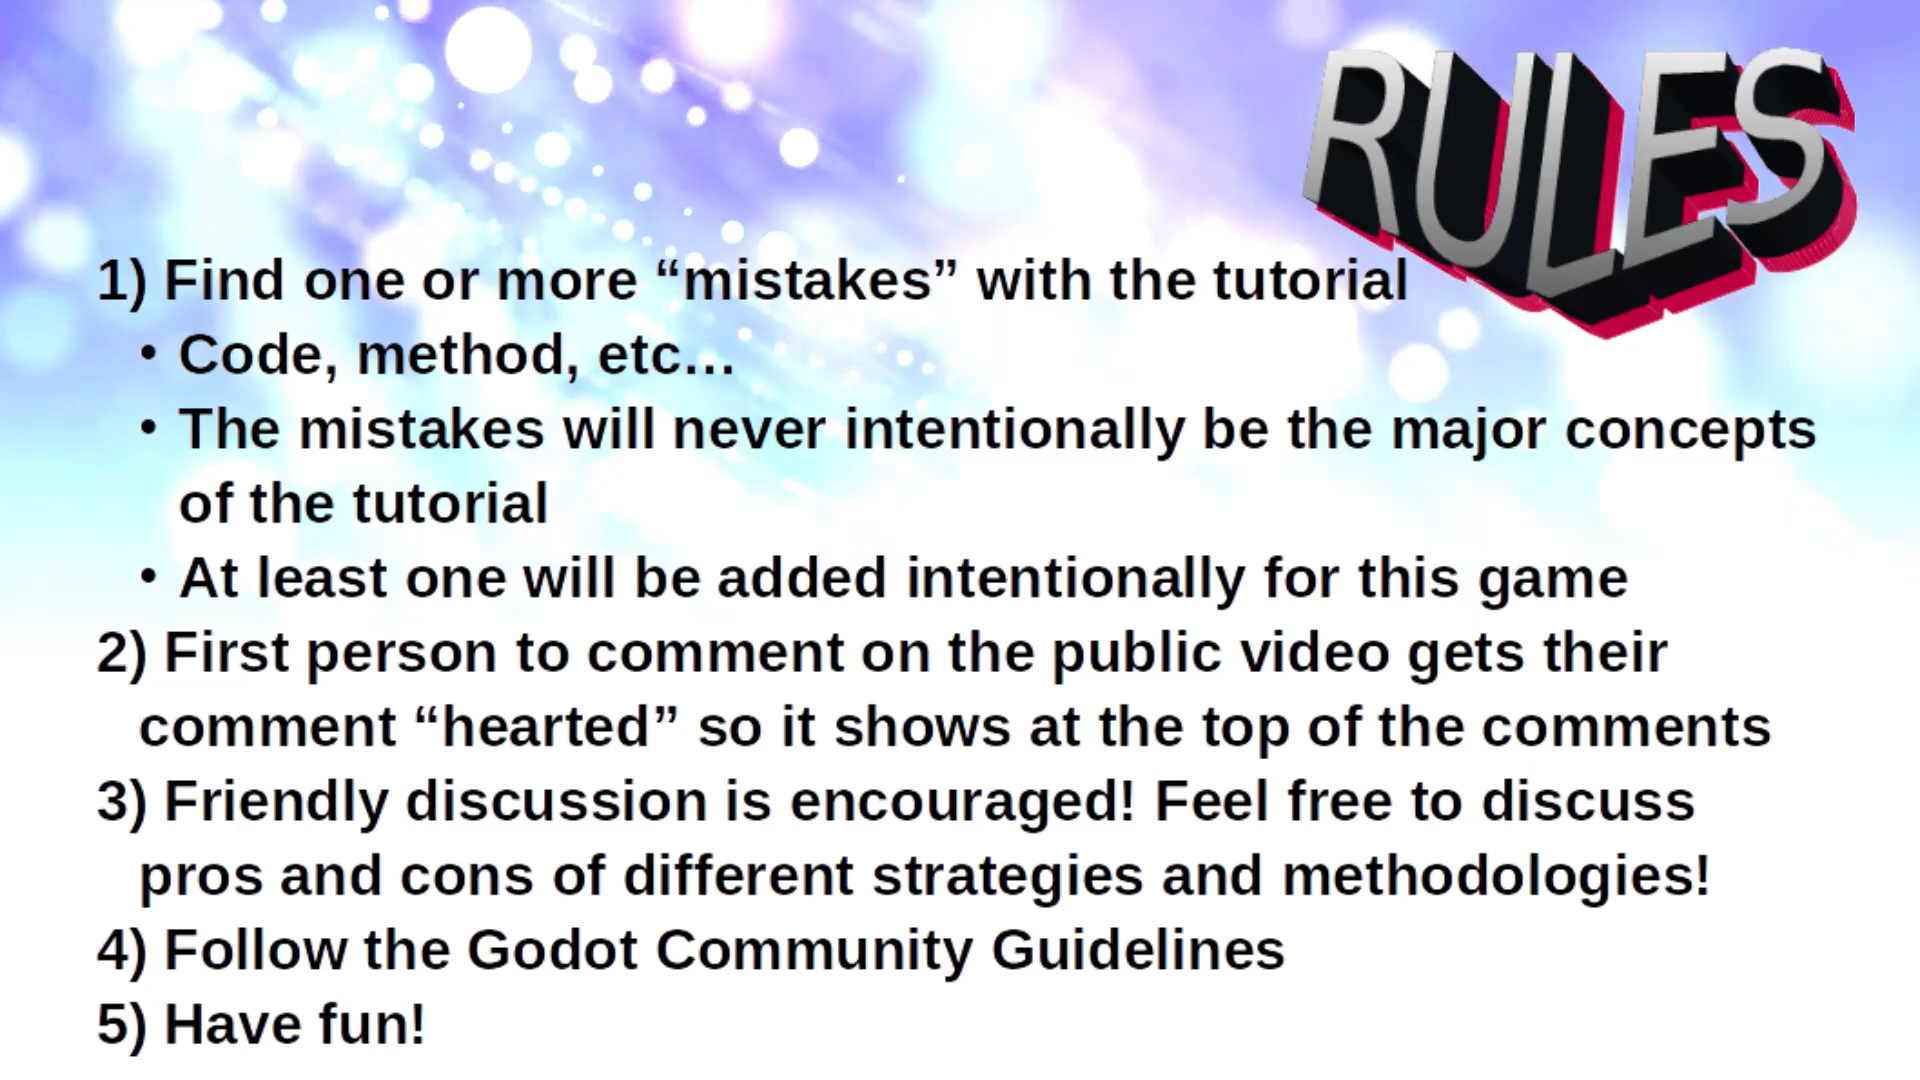 RULES
1) Find one or more “mistakes” with the tutorial
• Code, method, etc…
• The mistakes will never intentionally be the major concepts
of the tutorial
• At least one will be added intentionally for this game
2) First person to comment on the public video gets their
comment “hearted” so it shows at the top of the comments
3) Friendly discussion is encouraged! Feel free to discuss
pros and cons of different strategies and methodologies!
4) Follow the Godot Community Guidelines
5) Have fun!